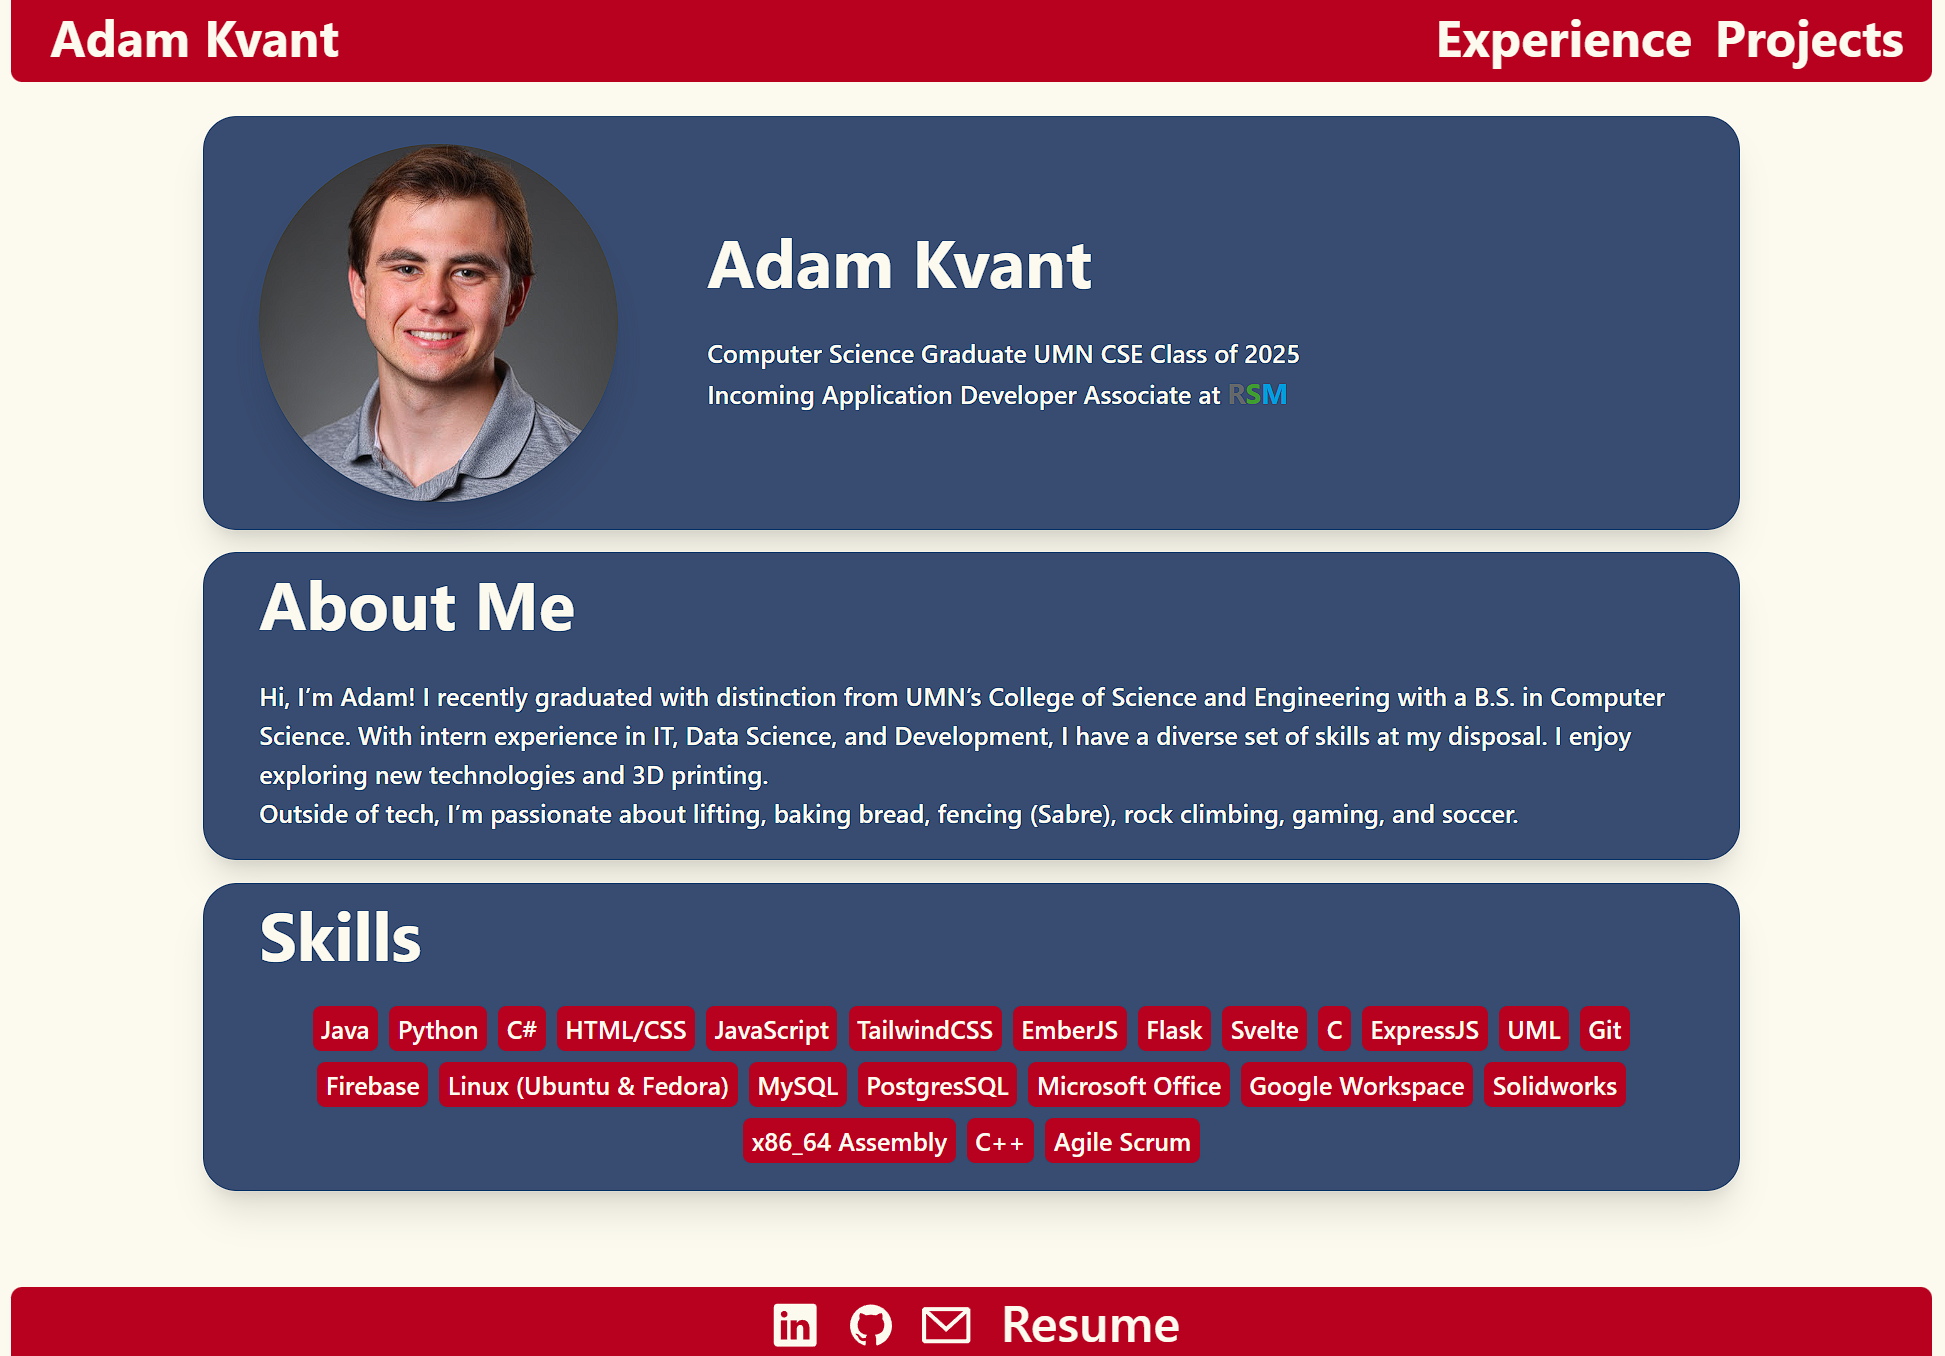 Adam Kvant Experience Projects
Adam Kvant
Computer Science Graduate UMN CSE Class of 2025
Incoming Application Developer Associate at RSM
About Me
Hi, I’m Adam! I recently graduated with distinction from UMN’s College of Science and Engineering with a B.S. in Computer
Science. With intern experience in IT, Data Science, and Development, I have a diverse set of skills at my disposal. I enjoy
exploring new technologies and 3D printing.
Outside of tech, I’m passionate about lifting, baking bread, fencing (Sabre), rock climbing, gaming, and soccer.
Skills
Java Python C# HTML/CSS JavaScript TailwindCSS EmberJS Flask Svelte C ExpressJS UML Git
Firebase Linux (Ubuntu & Fedora) MySQL PostgresSQL Microsoft Office Google Workspace Solidworks
x86_64 Assembly C++ Agile Scrum
in Resume